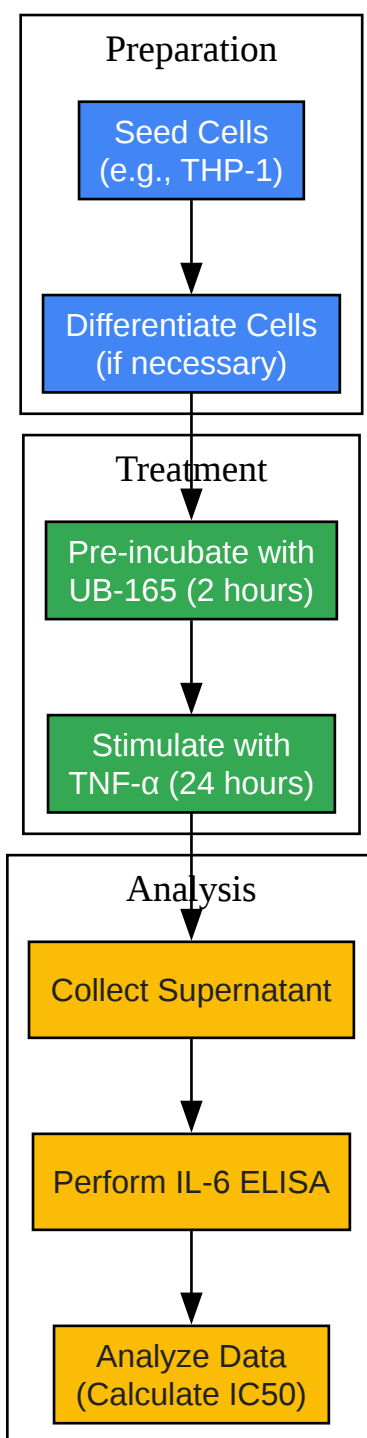 Preparation
Seed Cells
(e.g., THP-1)
Differentiate Cells
(if necessary)
Treatment
Pre-incubate with
UB-165 (2 hours)
Stimulate with
TNF-α (24 hours)
Analysis
Collect Supernatant
Perform IL-6 ELISA
Analyze Data
(Calculate IC50)